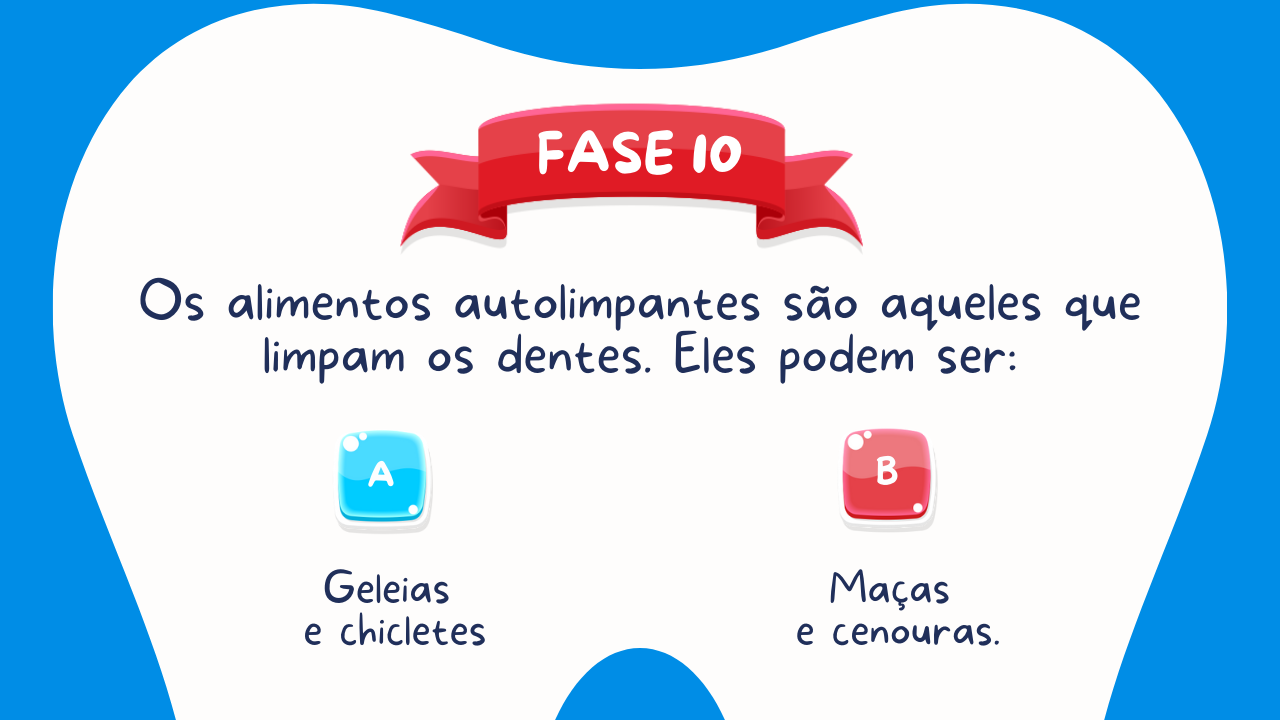 FASE 10
Os alimentos autolimpantes são aqueles que
limpam os dentes. Eles podem ser:
A
B
Geleias
e chicletes
Maças
e cenouras.